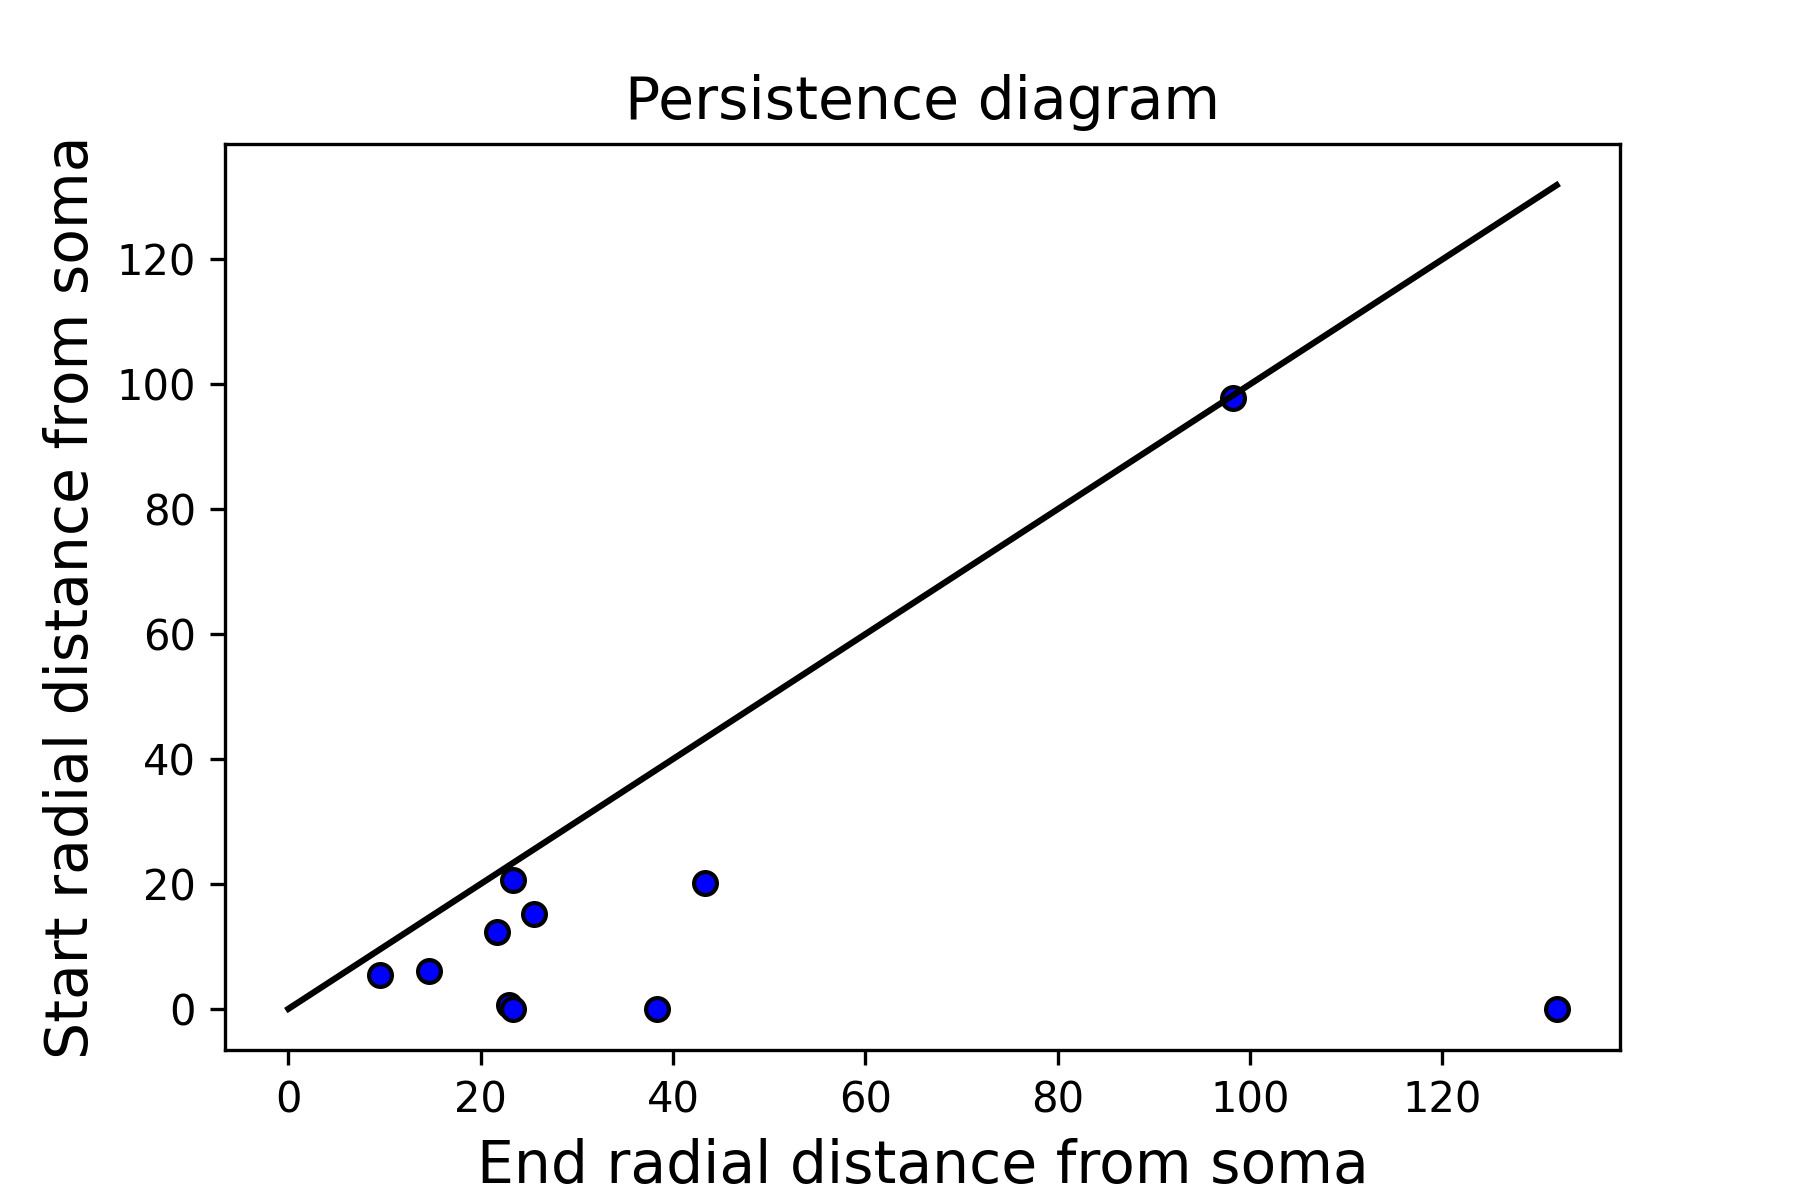 Persistence diagram
Start radial distance from soma
120
100
80
60
40
20
0
0 20 40 60 80 100 120
End radial distance from soma